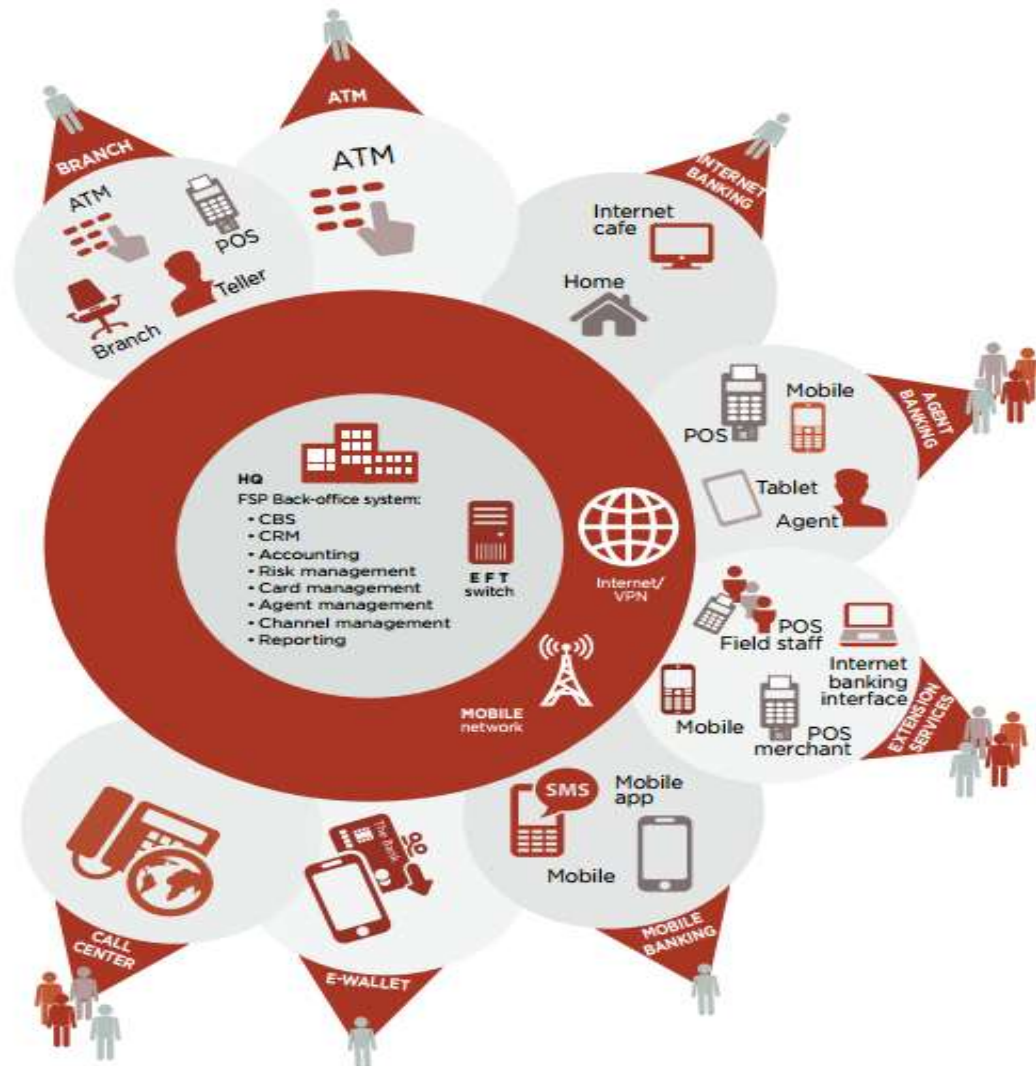 ATM
BRANCH
ATM
POS
Teller
Branch
ATM
INTERNET
BANKING
Internet
cafe
Home
AGENT
BANKING
POS
Mobile
Tablet
Agent
HQ
FSP Back-office system:
• CBS
• CRM
• Accounting
• Risk management
• Card management
• Agent management
• Channel management
• Reporting
EFT
switch
Internet/
VPN
MOBILE
network
POS
Field staff
Internet
banking
interface
Mobile
POS
merchant
EXTENSION
SERVICES
SMS
Mobile
app
Mobile
MOBILE
BANKING
The Bank
E-WALLET
CALL
CENTER